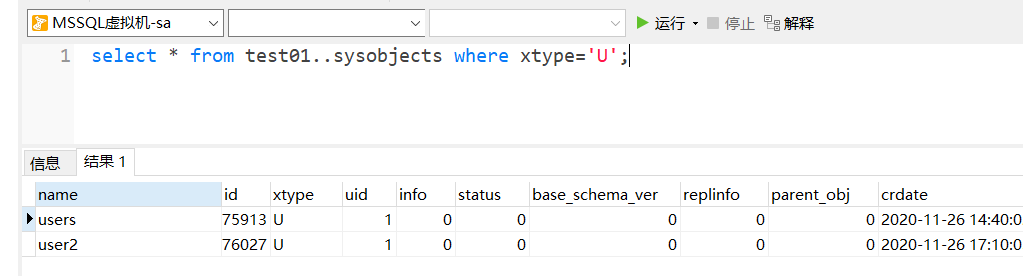 MSSQL虚拟机-sa 运行 停止 解释
1 select * from test01..sysobjects where xtype='U';
信息 结果 1
name id xtype uid info status base_schema_ver replinfo parent_obj crdate
users 75913 U 1 0 0 0 0 0 2020-11-26 14:40:0
user2 76027 U 1 0 0 0 0 0 2020-11-26 17:10:0